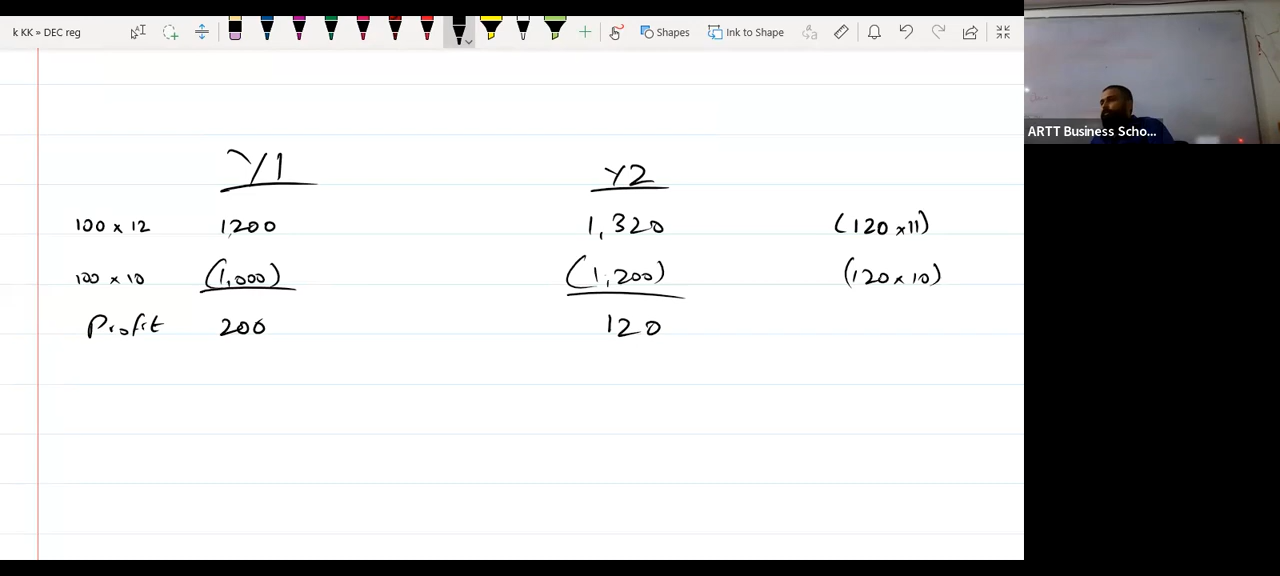 k KK » DEC reg
Shapes
Ink to Shape
ARTT Business Scho...
Y1 Y2
100 x 12 1200 1,320 (120 x 11)
100 x 10 (1,000) (1,200) (120 x 10)
Profit 200 120